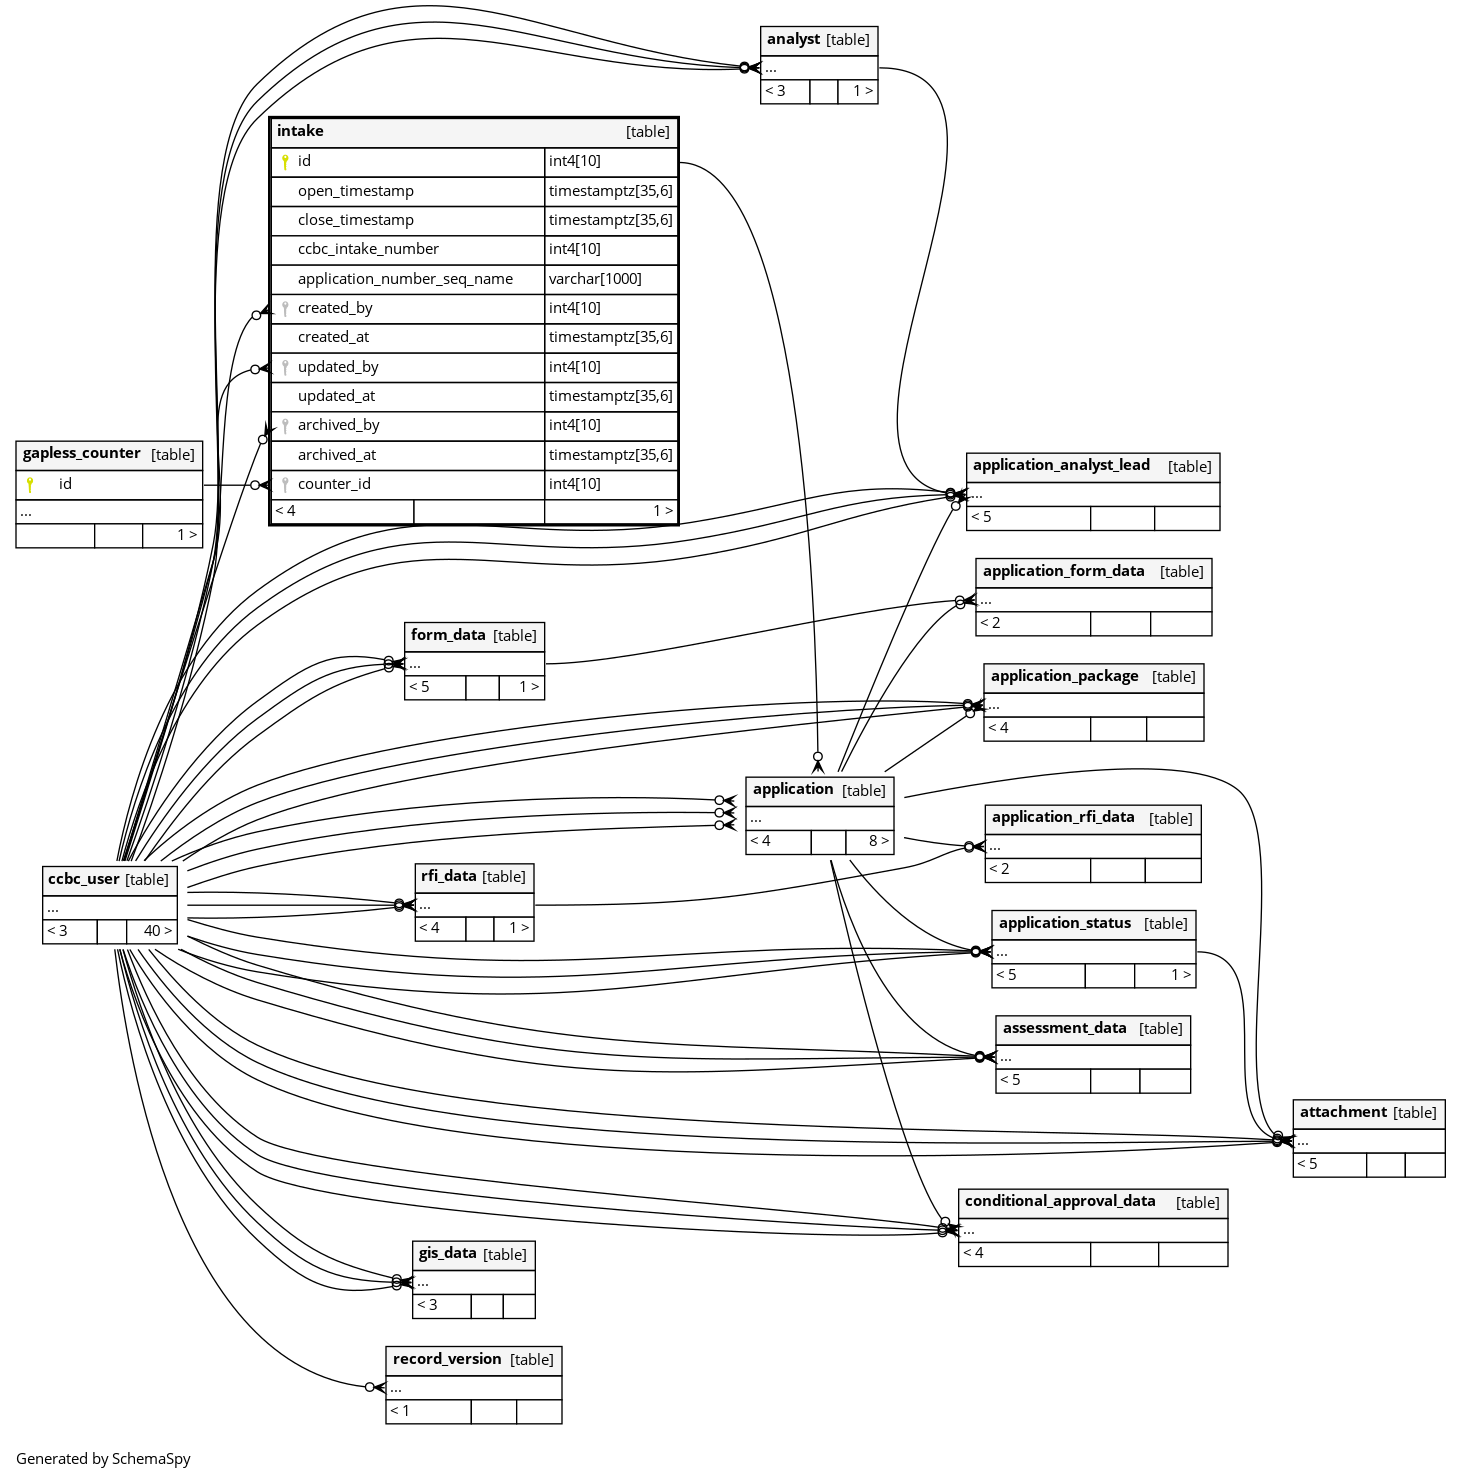 analyst [table]
...
< 3 1 >
intake [table]
id int4[10]
open_timestamp timestamptz[35,6]
close_timestamp timestamptz[35,6]
ccbc_intake_number int4[10]
application_number_seq_name varchar[1000]
created_by int4[10]
created_at timestamptz[35,6]
updated_by int4[10]
updated_at timestamptz[35,6]
archived_by int4[10]
archived_at timestamptz[35,6]
counter_id int4[10]
< 4 1 >
gapless_counter [table]
id
...
1 >
application_analyst_lead [table]
...
< 5
application_form_data [table]
...
< 2
form_data [table]
...
< 5 1 >
application_package [table]
...
< 4
application [table]
...
< 4 8 >
application_rfi_data [table]
...
< 2
ccbc_user [table]
...
< 3 40 >
rfi_data [table]
...
< 4 1 >
application_status [table]
...
< 5 1 >
assessment_data [table]
...
< 5
attachment [table]
...
< 5
conditional_approval_data [table]
...
< 4
gis_data [table]
...
< 3
record_version [table]
...
< 1
Generated by SchemaSpy